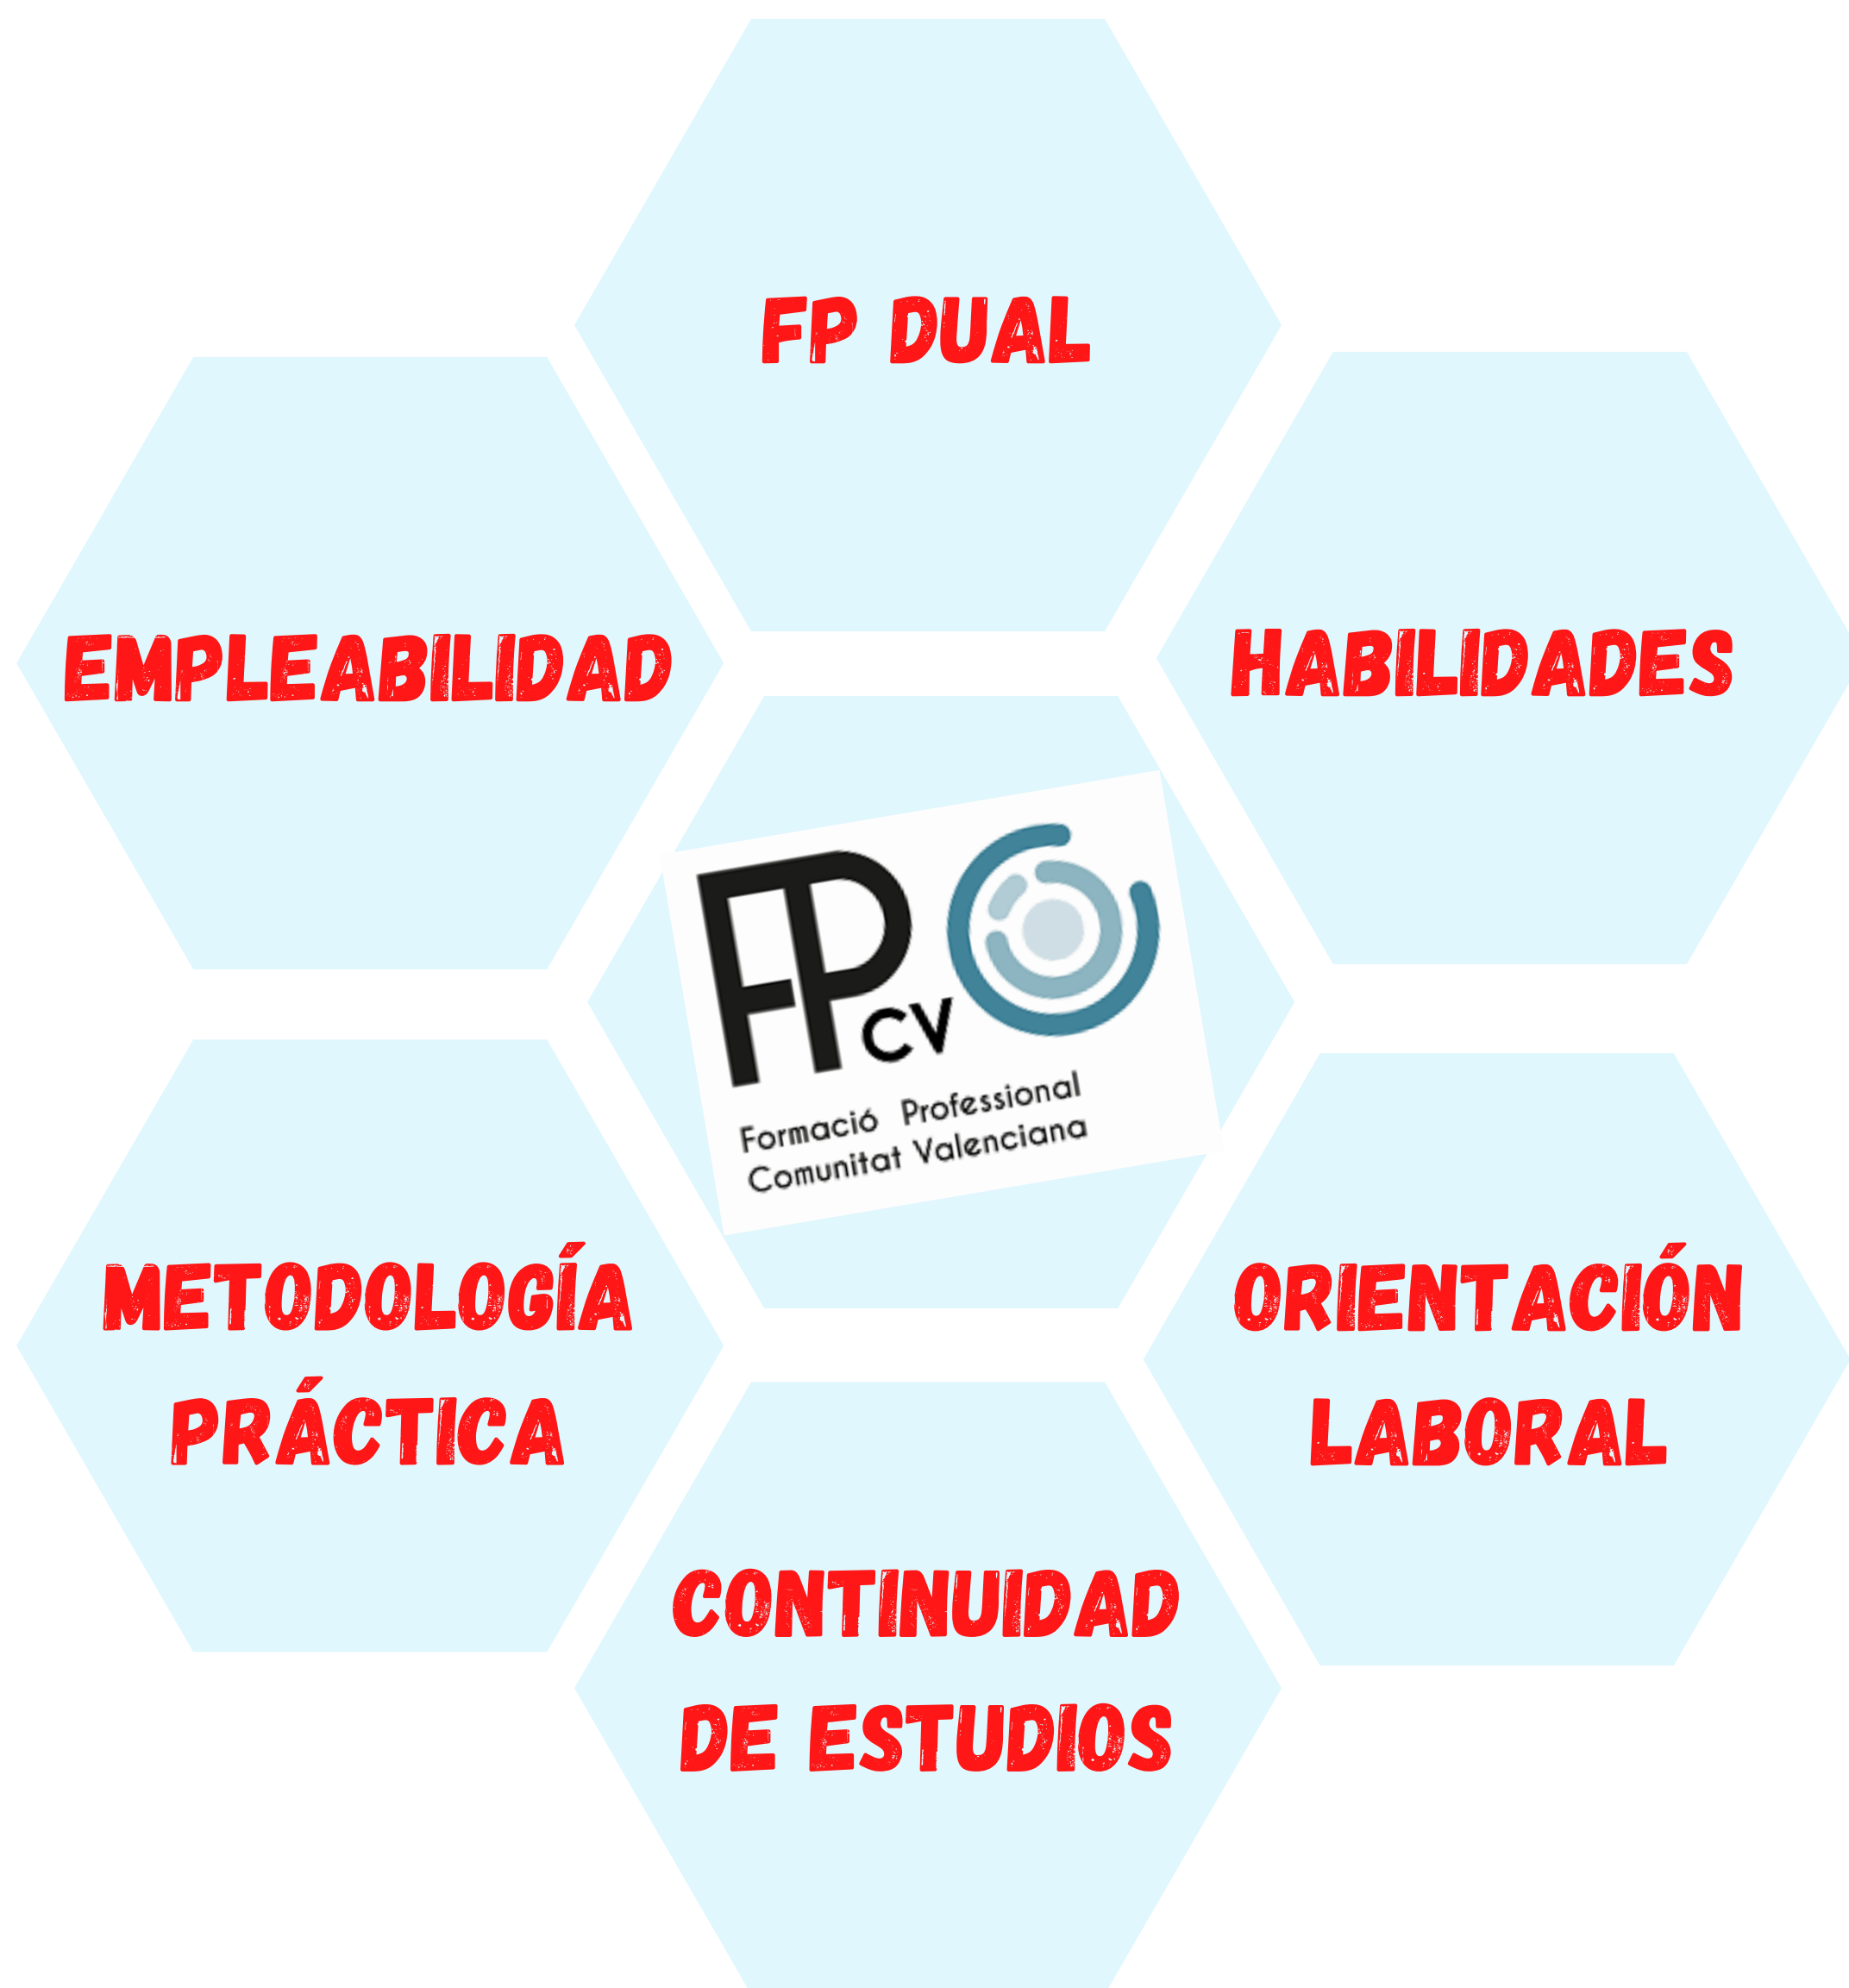 FP DUAL
EMPLEABILIDAD
HABILIDADES
FP
CV
Formació Professional
Comunitat Valenciana
METODOLOGÍA
PRÁCTICA
ORIENTACIÓN
LABORAL
CONTINUIDAD
DE ESTUDIOS